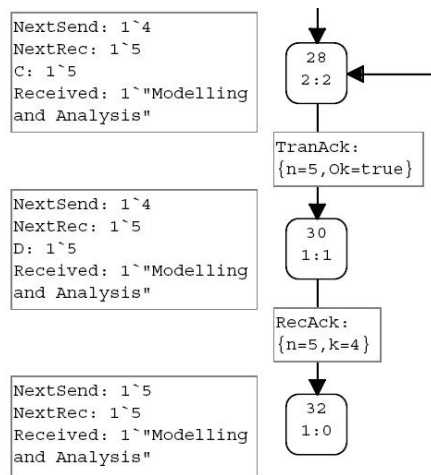 NextSend: 1`4
NextRec: 1`5
C: 1`5
Received: 1`"Modelling
and Analysis"
28
2:2
TranAck:
{n=5,Ok=true}
NextSend: 1`4
NextRec: 1`5
D: 1`5
Received: 1`"Modelling
and Analysis"
30
1:1
RecAck:
{n=5,k=4}
NextSend: 1`5
NextRec: 1`5
Received: 1`"Modelling
and Analysis"
32
1:0